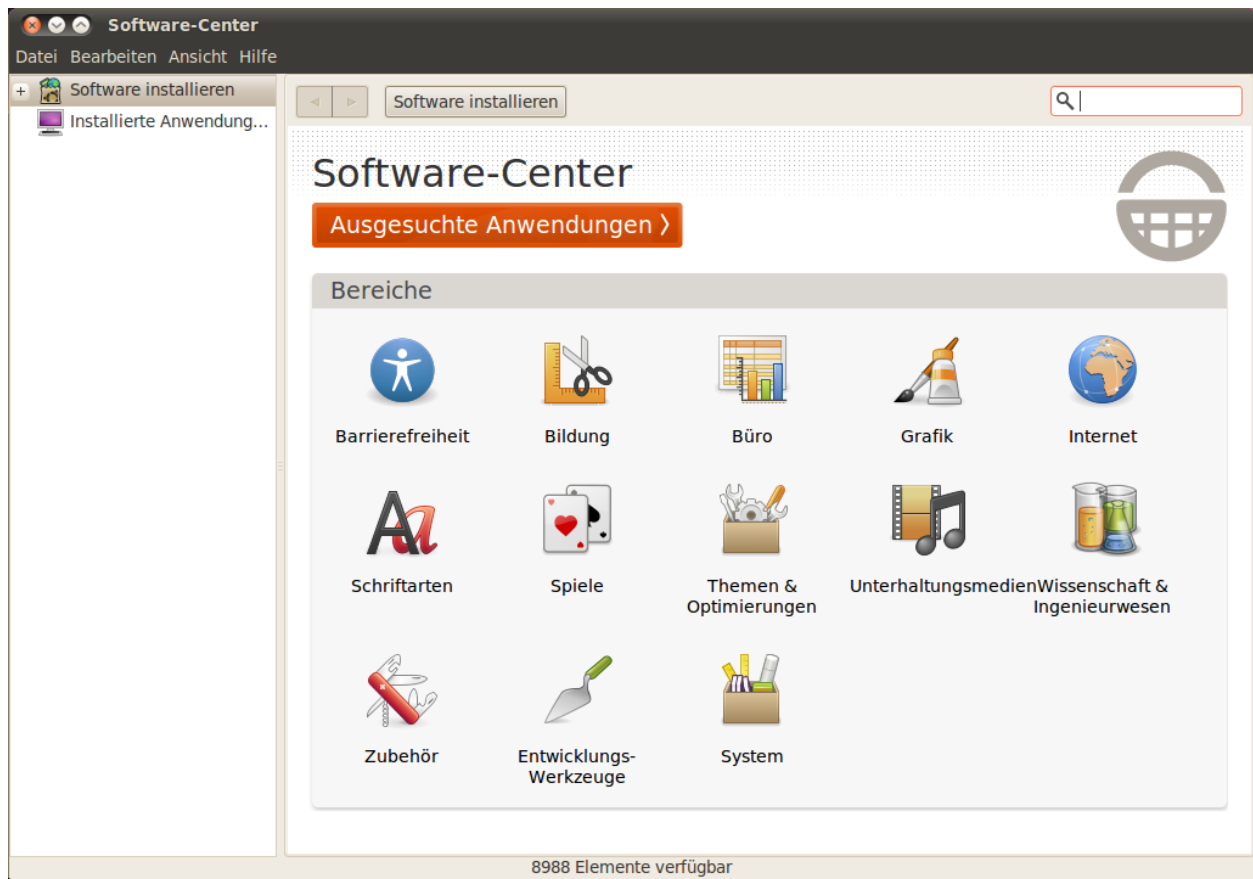 Software-Center
Datei Bearbeiten Ansicht Hilfe
Software installieren
Installierte Anwendung...
Software installieren
Software-Center
Ausgesuchte Anwendungen
Bereiche
Barrierefreiheit
Bildung
Büro
Grafik
Internet
Schriftarten
Spiele
Themen &
Optimierungen
Unterhaltungsmedien
Wissenschaft &
Ingenieurwesen
Zubehör
Entwicklungs-
Werkzeuge
System
8988 Elemente verfügbar